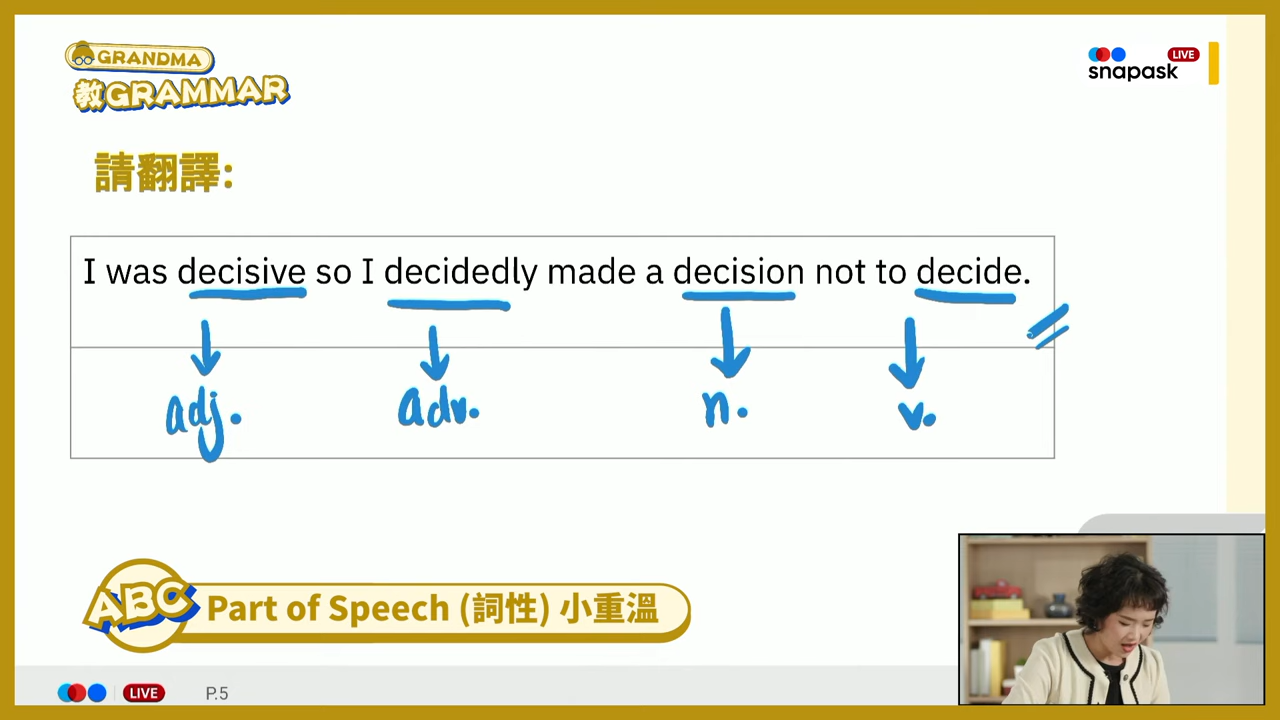 GRANDMA
教GRAMMAR
LIVE
snapask
請翻譯:
I was decisive so I decidedly made a decision not to decide.
adj. adv. n. v.
ABC
Part of Speech (詞性) 小重溫
LIVE P.5